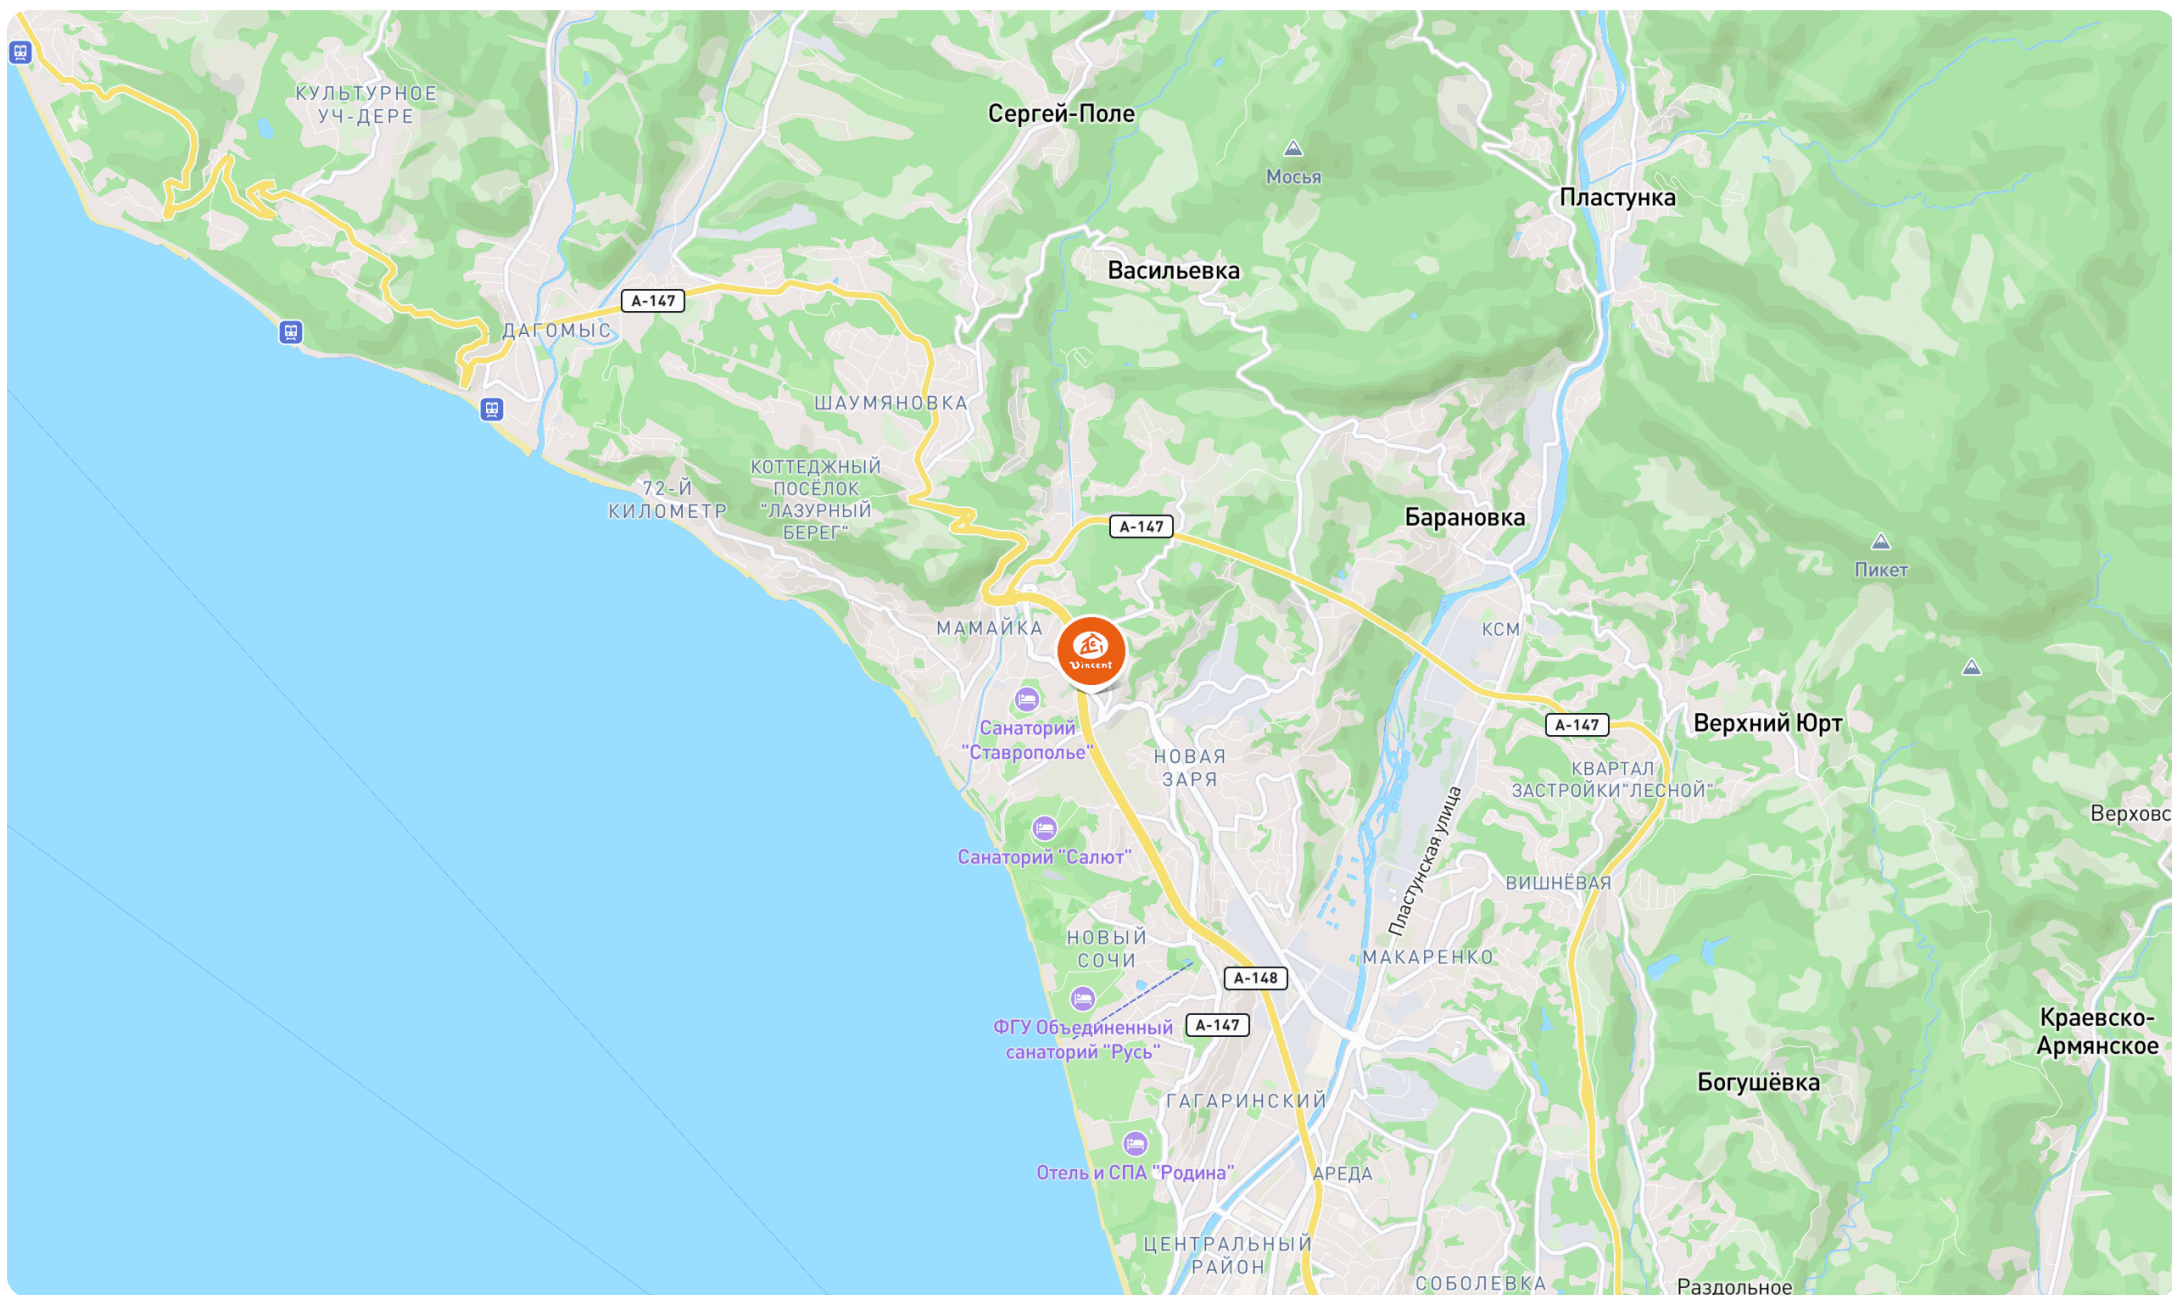 КУЛЬТУРНОЕ
УЧ-ДЕРЕ
Сергей-Поле
Мосья
Пластунка
Васильевка
А-147
ДАГОМЫС
ШАУМЯНОВКА
КОТТЕДЖНЫЙ
ПОСЁЛОК
"ЛАЗУРНЫЙ
БЕРЕГ"
72-Й
КИЛОМЕТР
А-147
Барановка
Пикет
МАМАЙКА
КСМ
Vincent
Санаторий
"Ставрополье"
А-147
Верхний Юрт
НОВАЯ
ЗАРЯ
КВАРТАЛ
ЗАСТРОЙКИ"ЛЕСНОЙ"
Верховс
Пластунская улица
Санаторий "Салют"
ВИШНЁВАЯ
НОВЫЙ
СОЧИ
МАКАРЕНКО
А-148
ФГУ Объединенный
санаторий "Русь"
А-147
Краевско-
Армянское
Богушёвка
ГАГАРИНСКИЙ
Отель и СПА "Родина"
АРЕДА
ЦЕНТРАЛЬНЫЙ
РАЙОН
СОБОЛЕВКА
Раздольное